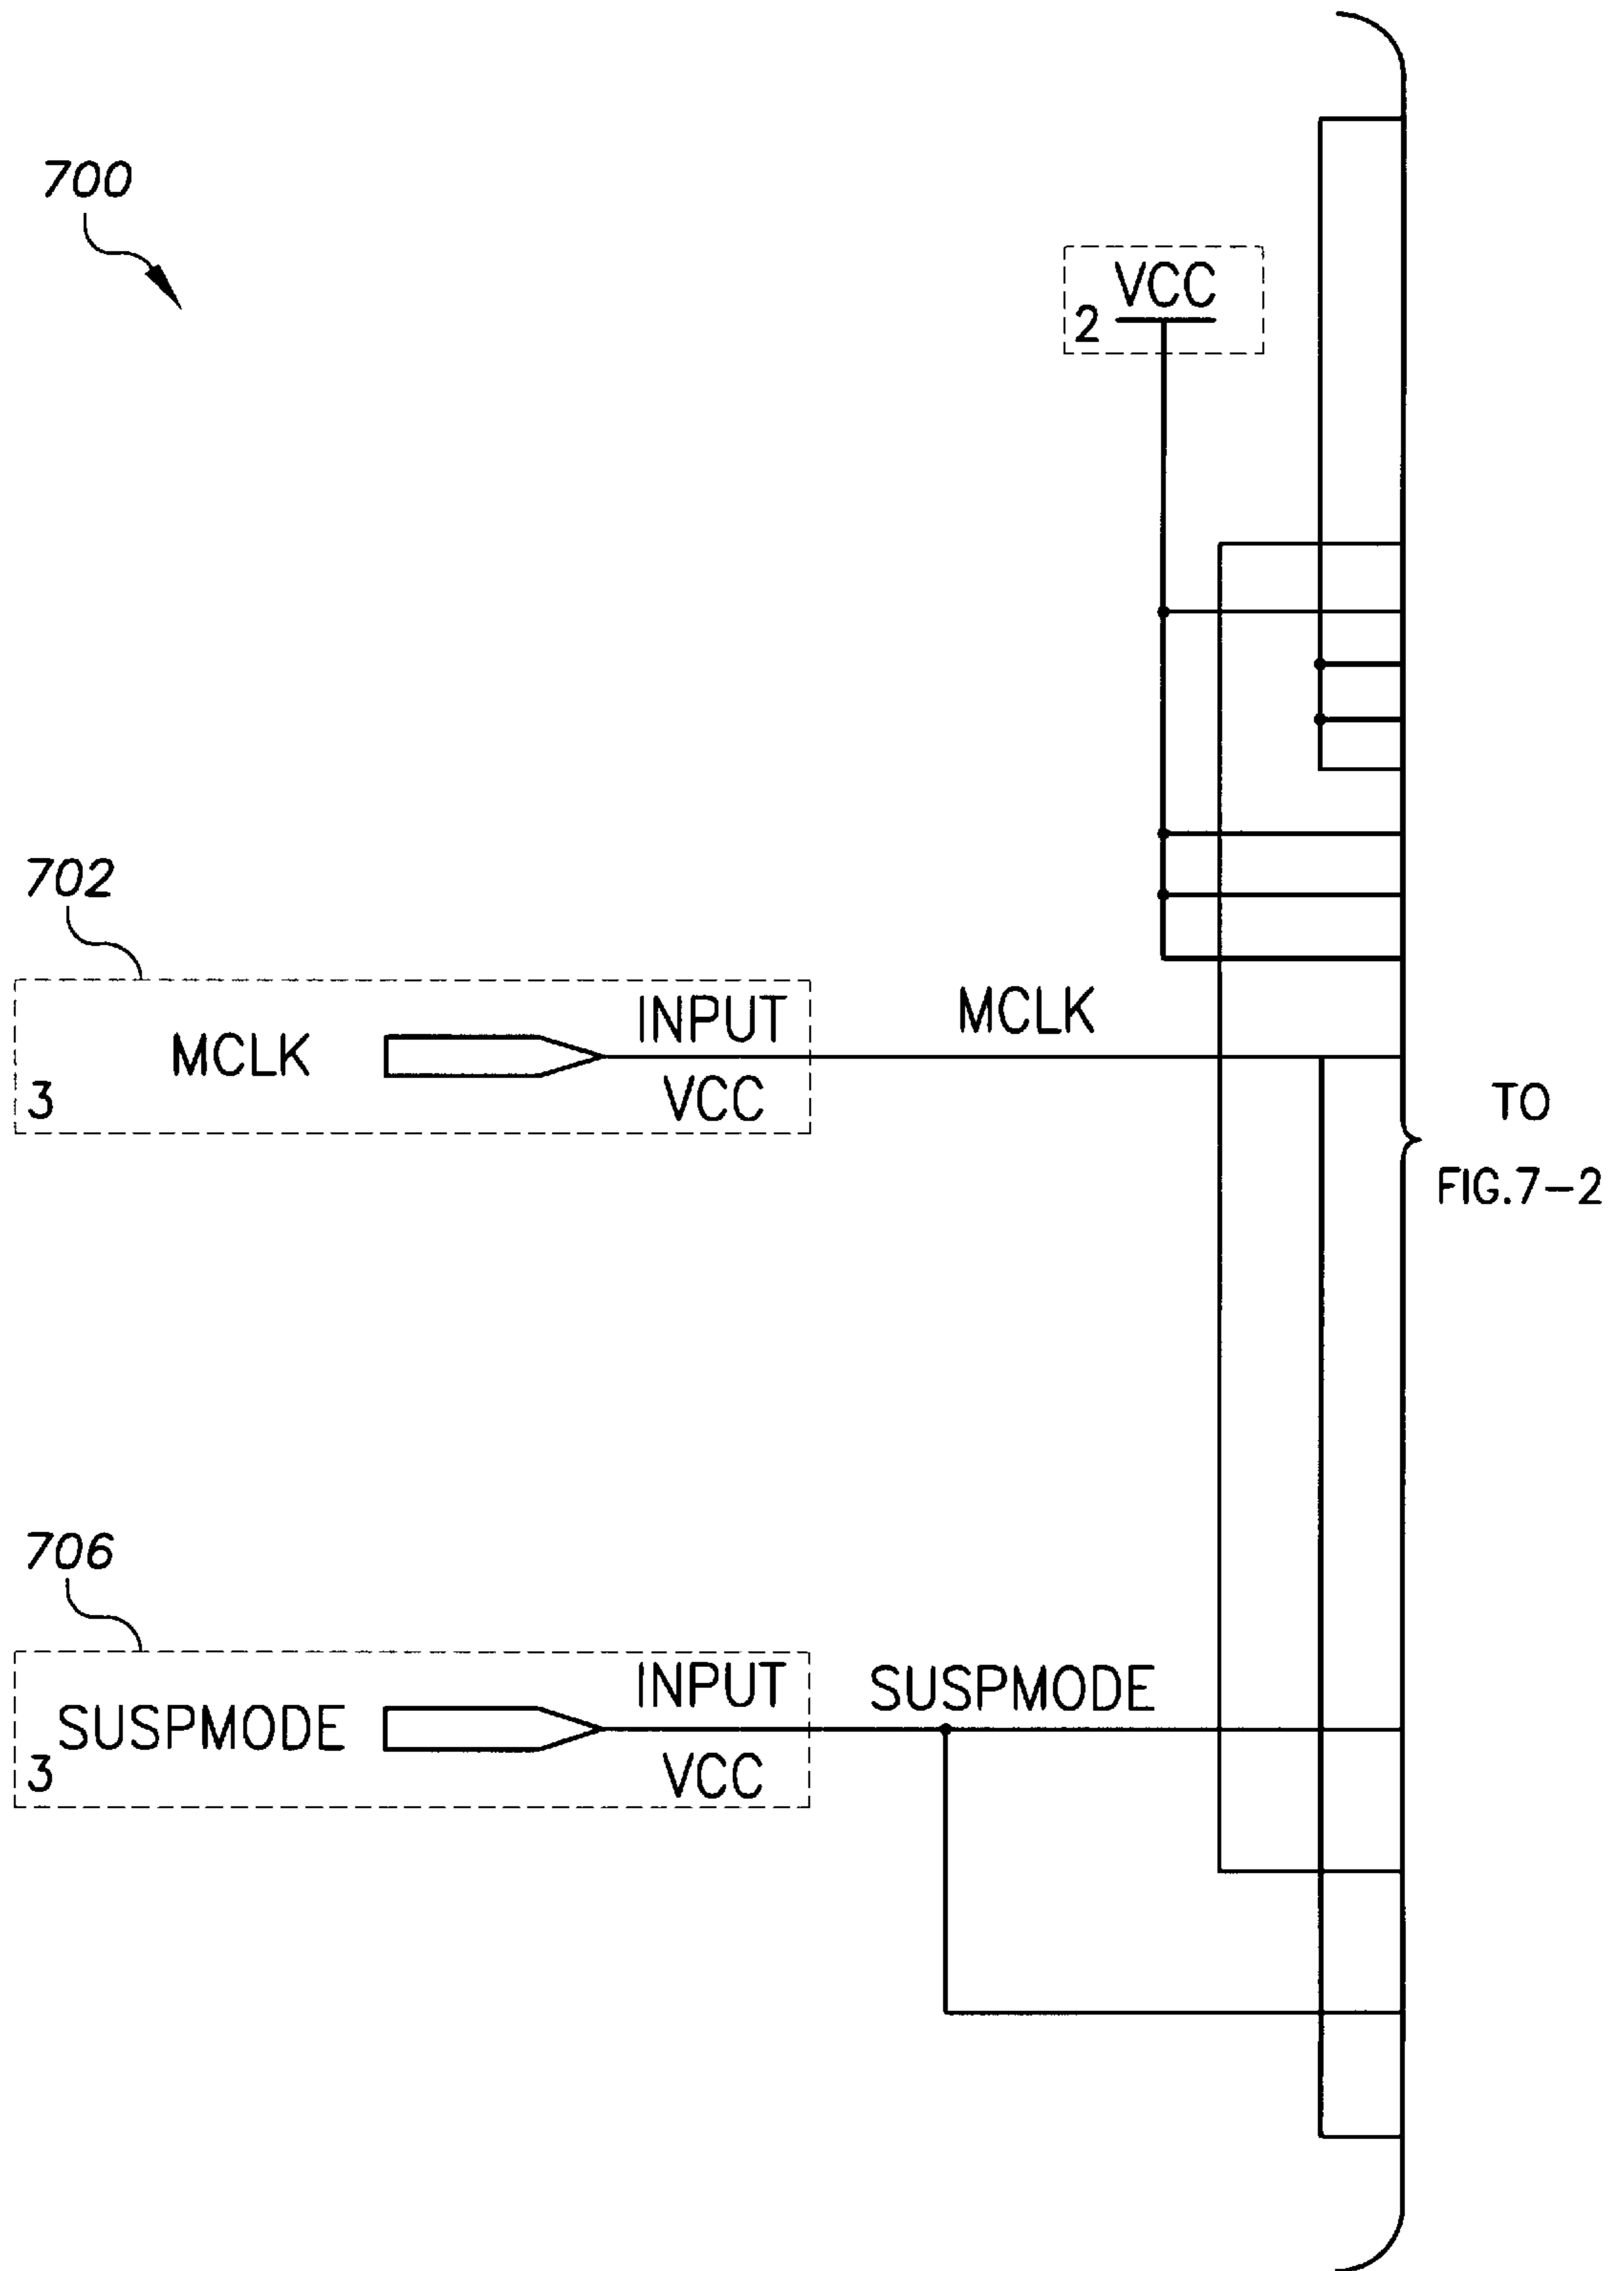 700
VCC
2
702
INPUT
MCLK
MCLK
3
VCC
TO
FIG.7-2
706
INPUT
SUSPMODE
SUSPMODE
3
VCC